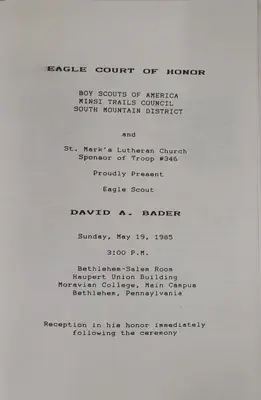 EAGLE COURT OF HONOR
BOY SCOUTS OF AMERICA
MINSI TRAILS COUNCIL
SOUTH MOUNTAIN DISTRICT
and
St. Mark's Lutheran Church
Sponsor of Troop #346
Proudly Present
Eagle Scout
DAVID A. BADER
Sunday, May 19, 1985
3:00 P.M.
Bethlehem-Salem Room
Haupert Union Building
Moravian College, Main Campus
Bethlehem, Pennsylvania
Reception in his honor immediately
following the ceremony